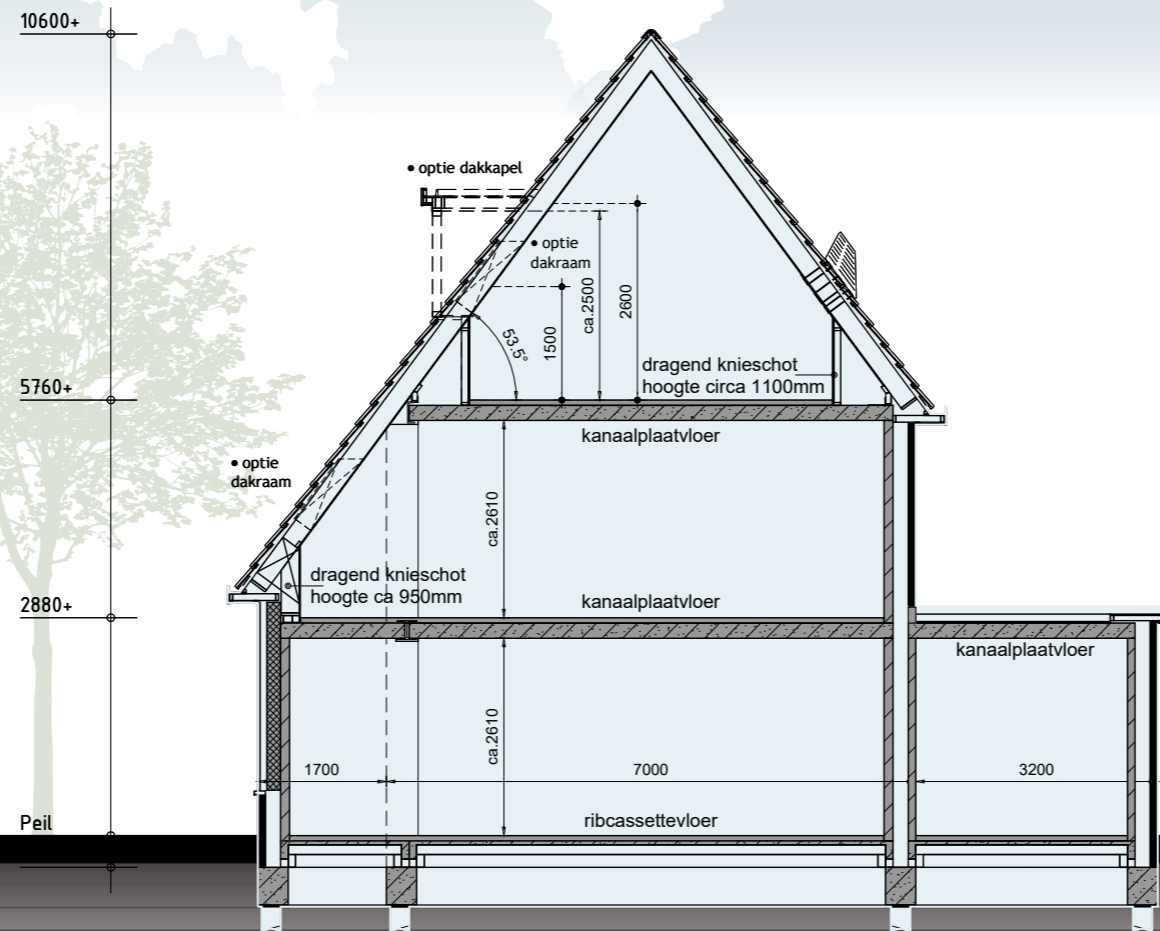 10600+
• optie dakkapel
• optie
dakraam
53.5°
1500
ca.2500
2600
dragend knieschot
hoogte circa 1100mm
5760+
kanaalplaatvloer
• optie
dakraam
ca.2610
dragend knieschot
hoogte ca 950mm
kanaalplaatvloer
2880+
kanaalplaatvloer
ca.2610
1700
7000
3200
ribcassettevloer
Peil